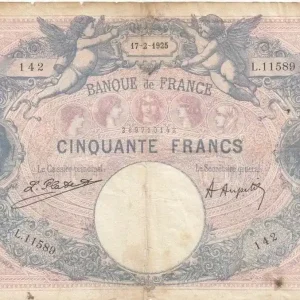 17-2-1925
142 L.11589
BANQUE DE FRANCE
CINQUANTE FRANCS
Le Caissier principal, Le Secrétaire général,
L.11589 142